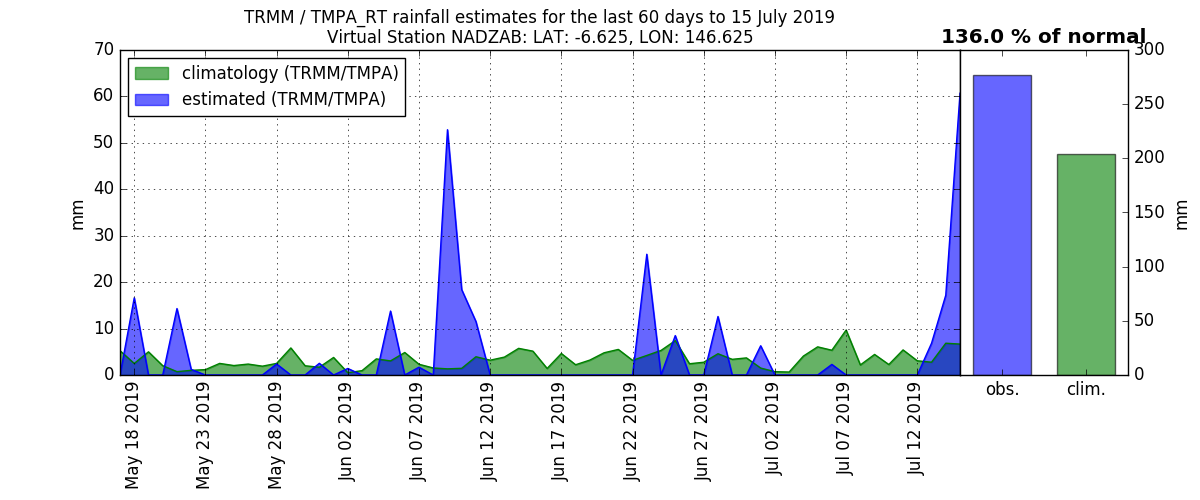 TRMM / TMPA_RT rainfall estimates for the last 60 days to 15 July 2019
Virtual Station NADZAB: LAT: -6.625, LON: 146.625
136.0 % of normal
climatology (TRMM/TMPA)
estimated (TRMM/TMPA)
mm
70
60
50
40
30
20
10
0
May 18 2019
May 23 2019
May 28 2019
Jun 02 2019
Jun 07 2019
Jun 12 2019
Jun 17 2019
Jun 22 2019
Jun 27 2019
Jul 02 2019
Jul 07 2019
Jul 12 2019
obs.
clim.
300
250
200
150
100
50
0
mm